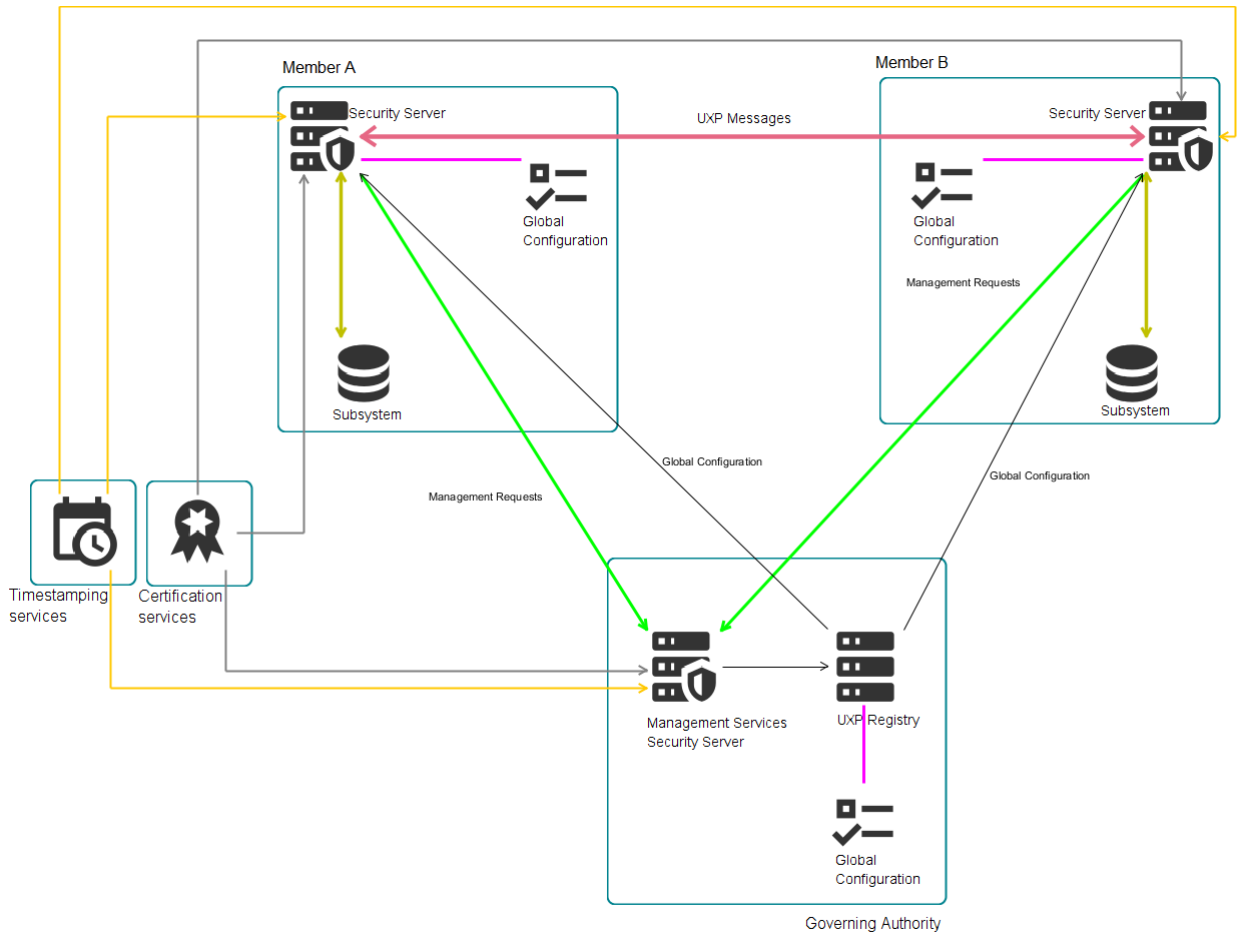 Member A
Member B
Security Server
UXP Messages
Security Server
Global
Configuration
Global
Configuration
Management Requests
Subsystem
Subsystem
Global Configuration
Global Configuration
Management Requests
Timestamping
services
Certification
services
Management Services
Security Server
UXP Registry
Global
Configuration
Governing Authority